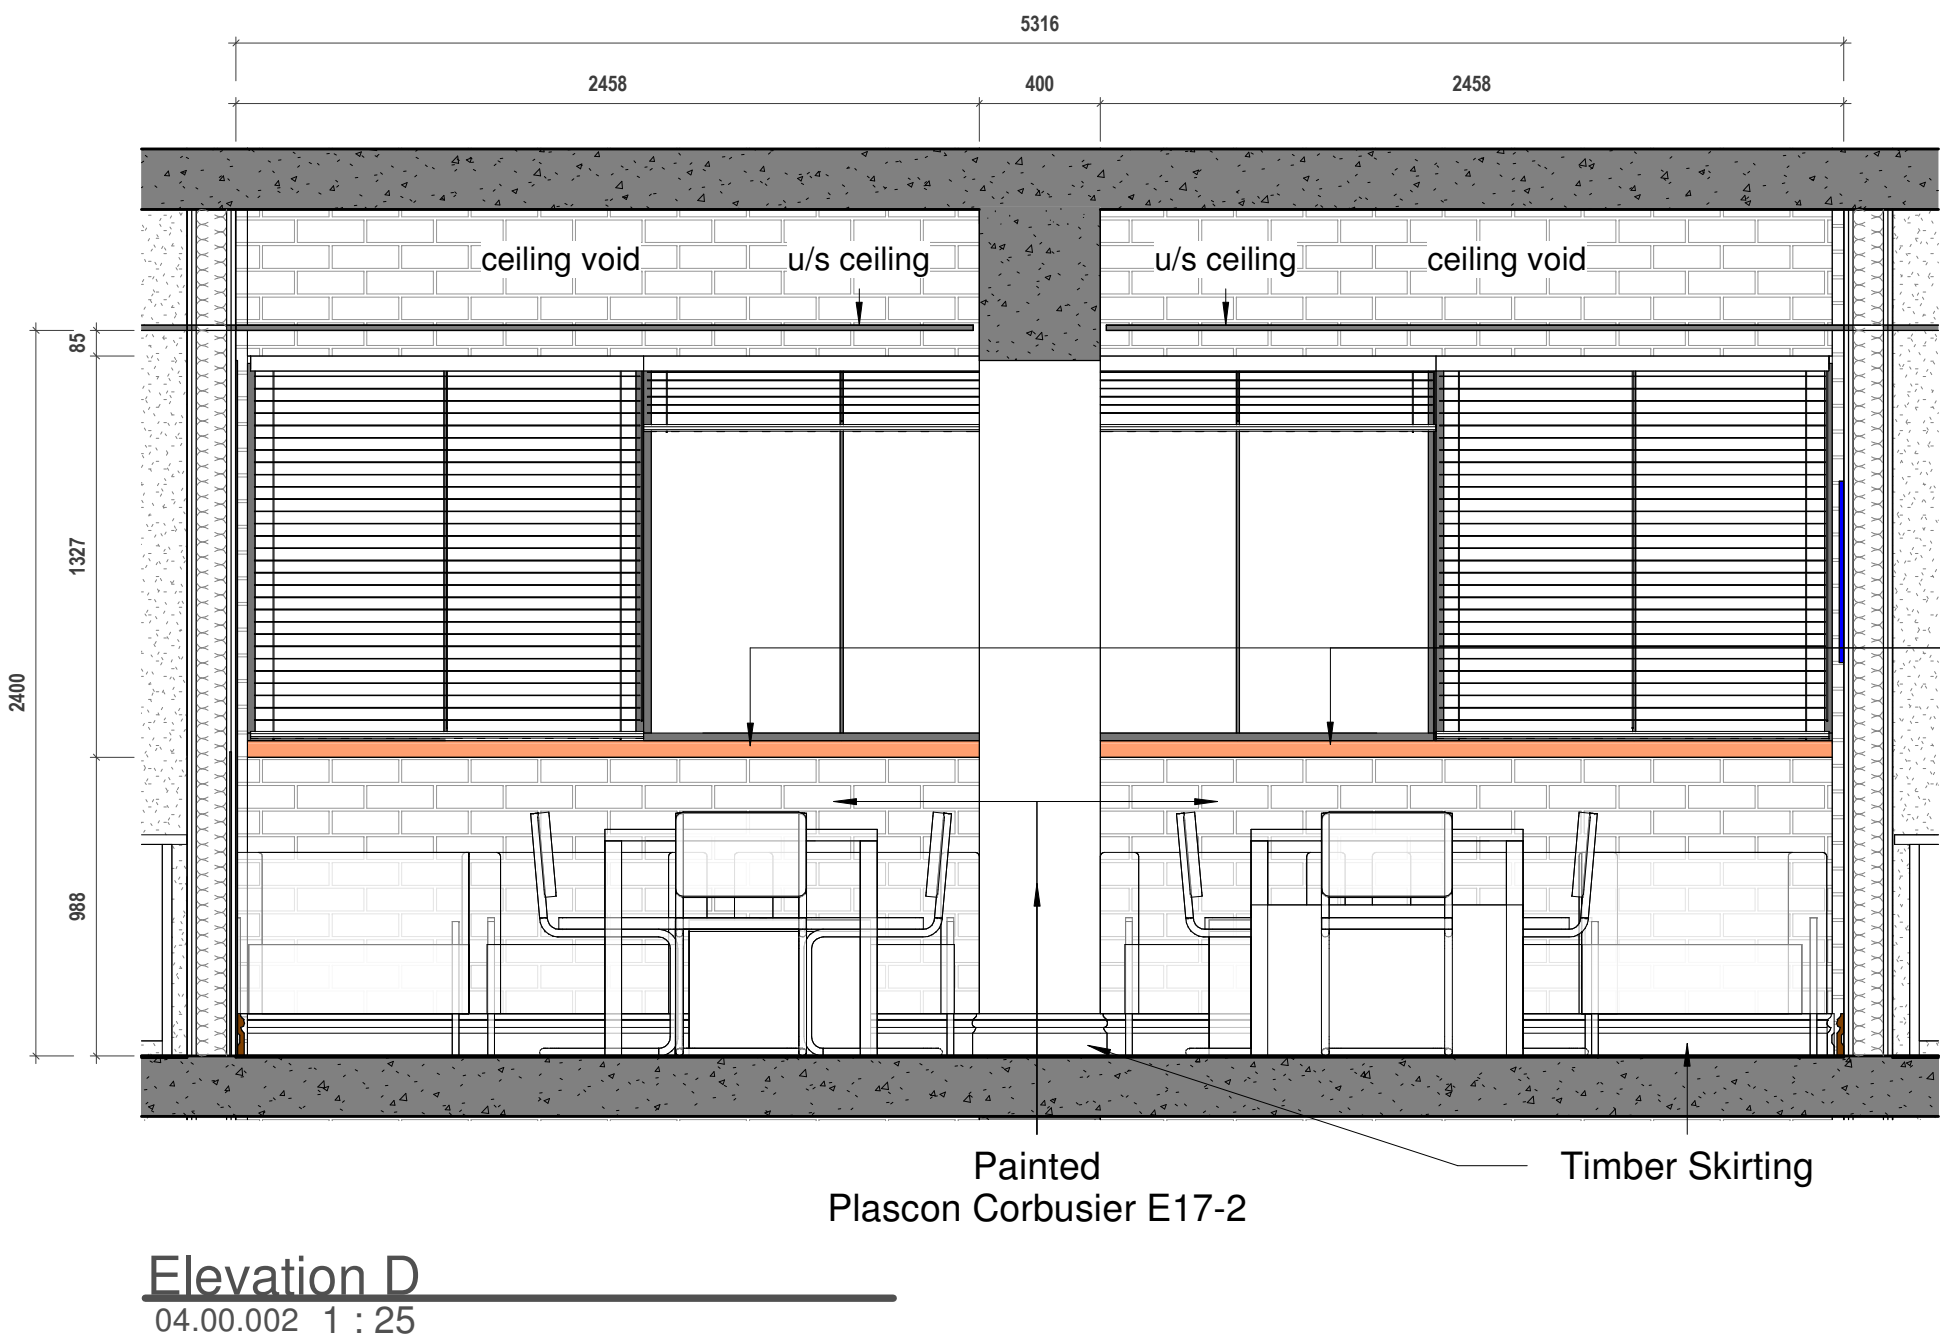 5316
2458
400
2458
ceiling void
u/s ceiling
u/s ceiling
ceiling void
85
1327
2400
988
Painted
Plascon Corbusier E17-2
Timber Skirting
Elevation D
04.00.002 1 : 25